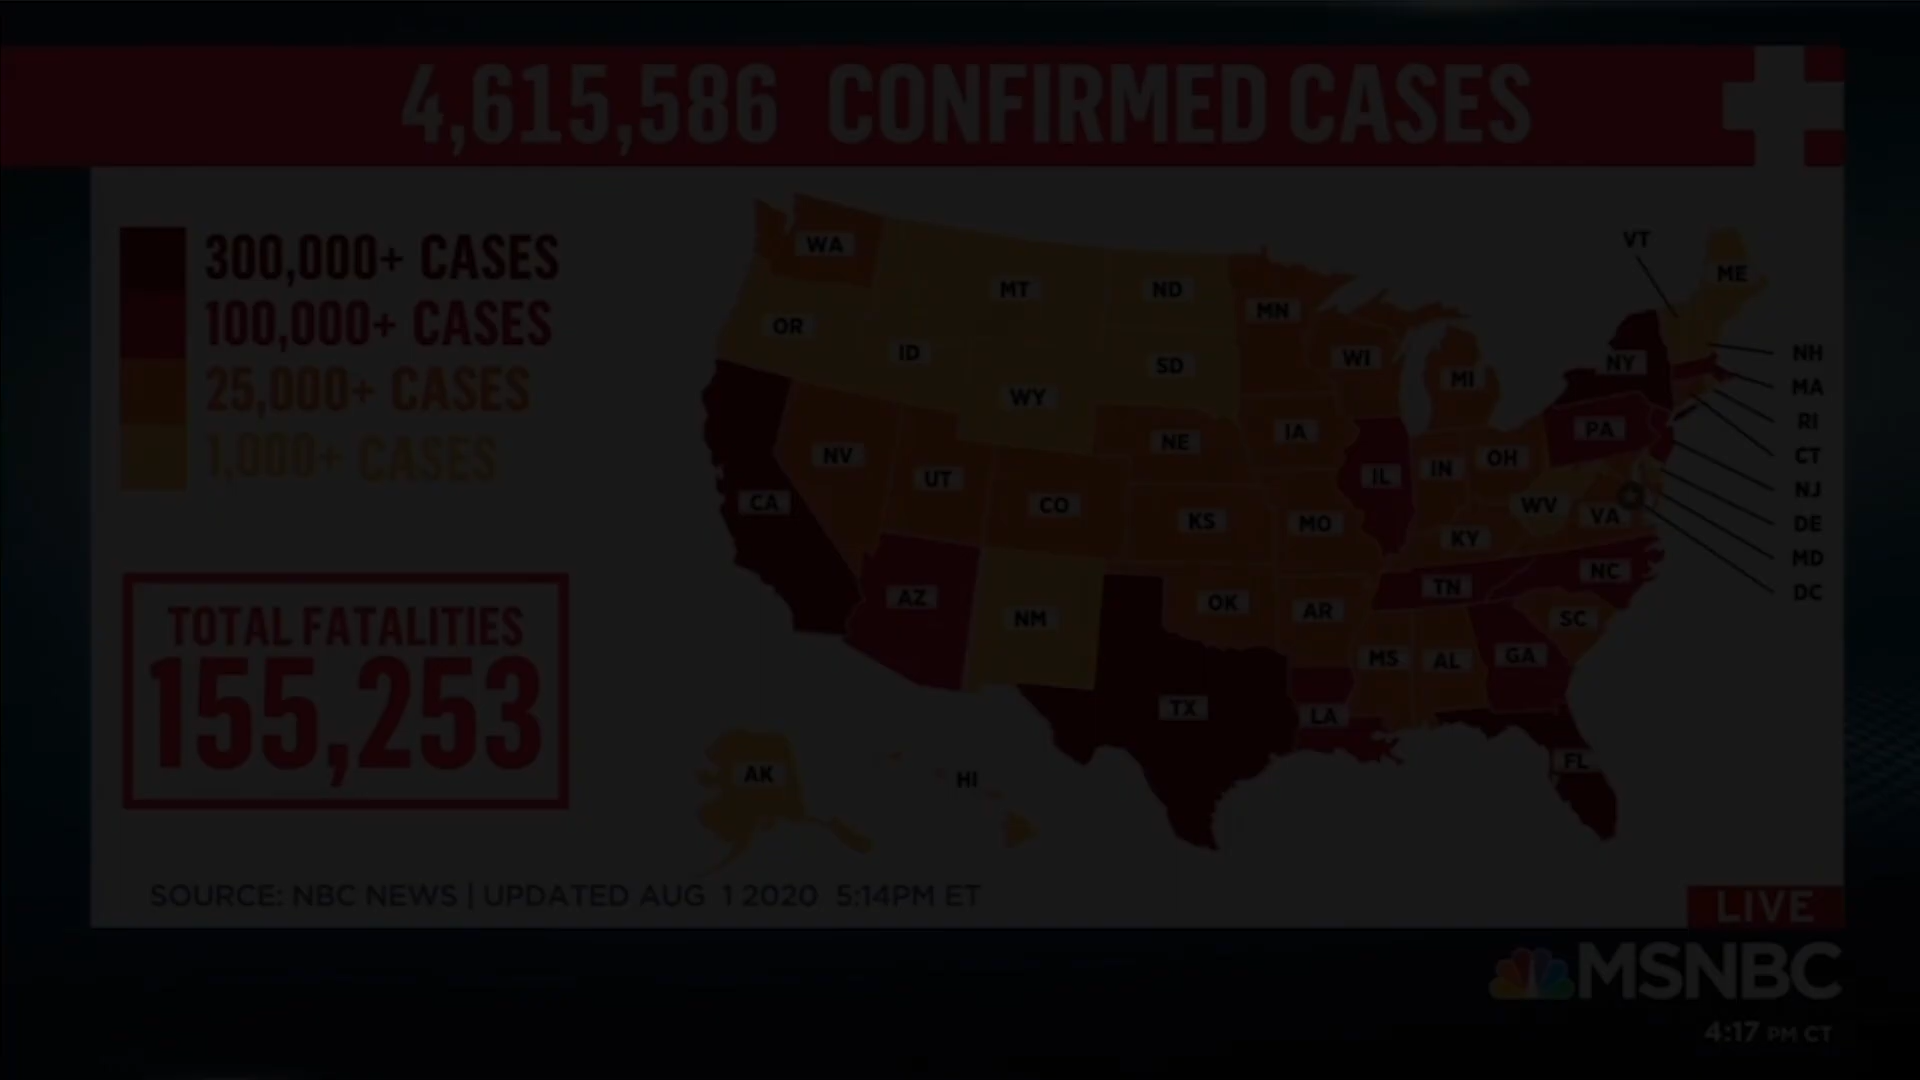 4,615,586 CONFIRMED CASES
300,000+ CASES
100,000+ CASES
25,000+ CASES
1,000+ CASES
TOTAL FATALITIES
155,253
WA
MT
ND
MN
OR
ID
SD
WI
MI
WY
NY
VT
ME
NH
MA
RI
CT
NJ
DE
MD
DC
NV
UT
CO
NE
IA
IL
IN
OH
PA
CA
KS
MO
KY
WV
VA
AZ
NM
OK
AR
TN
NC
SC
MS
AL
GA
TX
LA
FL
AK
HI
SOURCE: NBC NEWS | UPDATED AUG 1 2020 5:14PM ET
LIVE
MSNBC
4:17 PM CT